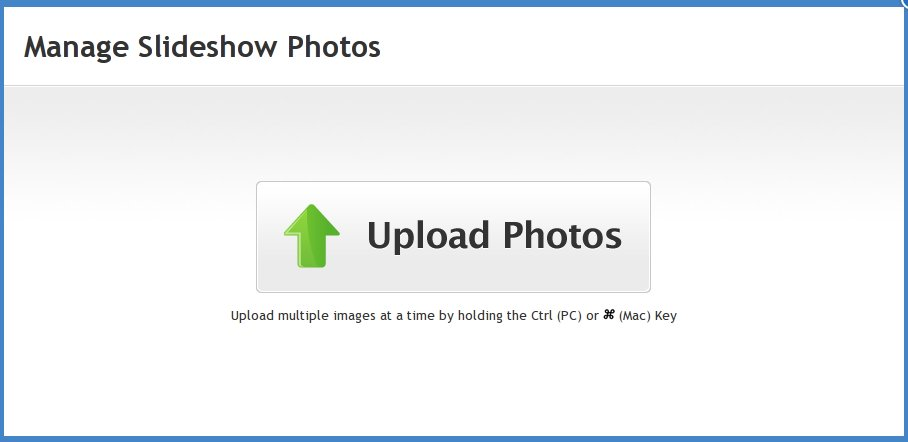 Manage Slideshow Photos
Upload Photos
Upload multiple images at a time by holding the Ctrl (PC) or ⌘ (Mac) Key